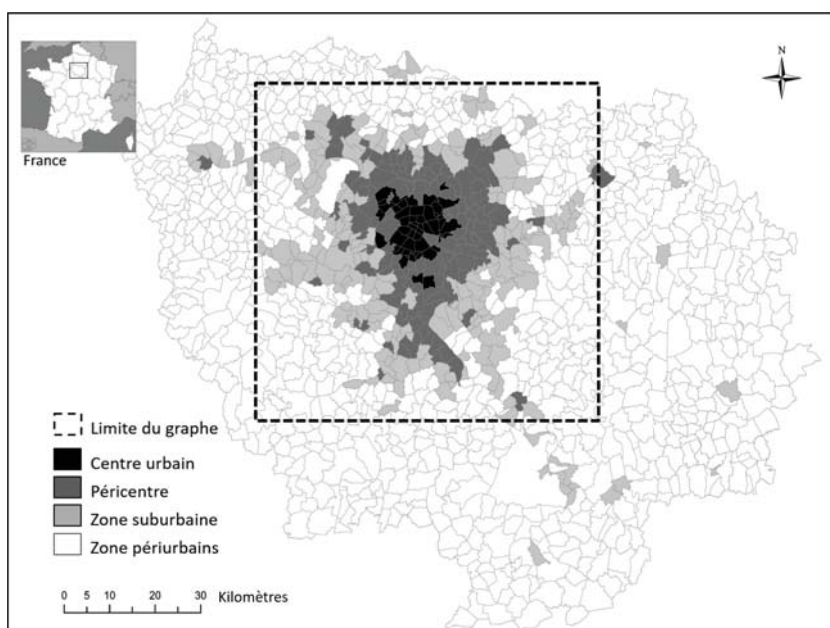 N
France
Limite du graphe
Centre urbain
Péricentre
Zone suburbaine
Zone périurbains
0 5 10 20 30 Kilomètres